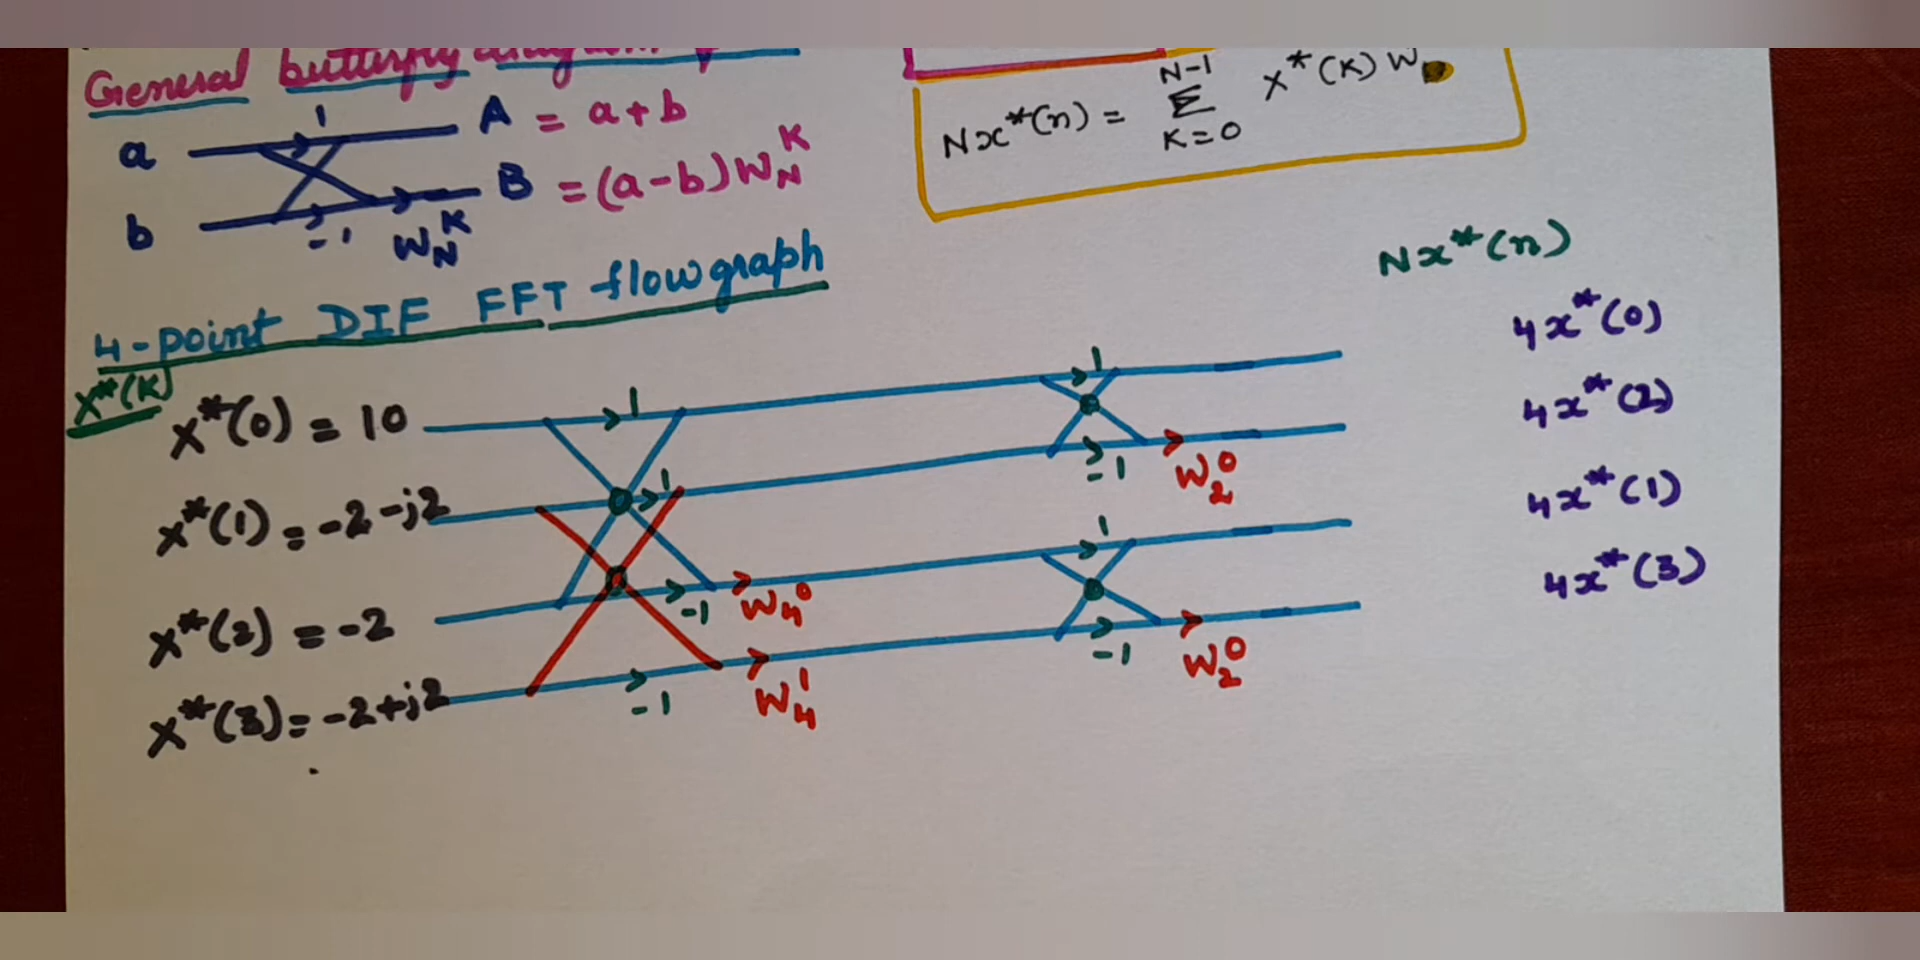 General butterfly diagram
a 1 A = a+b
b -1 W_N^K B = (a-b) W_N^K
N-1
Nx*(n) = Σ X*(K) W
K=0
4-point DIF FFT flowgraph
Nx*(n)
X*(K)
X*(0) = 10 1 1 4x*(0)
X*(1) = -2-j2 1 -1 W_2^0 4x*(2)
X*(2) = -2 -1 W_4^0 1 4x*(1)
X*(3) = -2+j2 -1 W_4^1 -1 W_2^0 4x*(3)